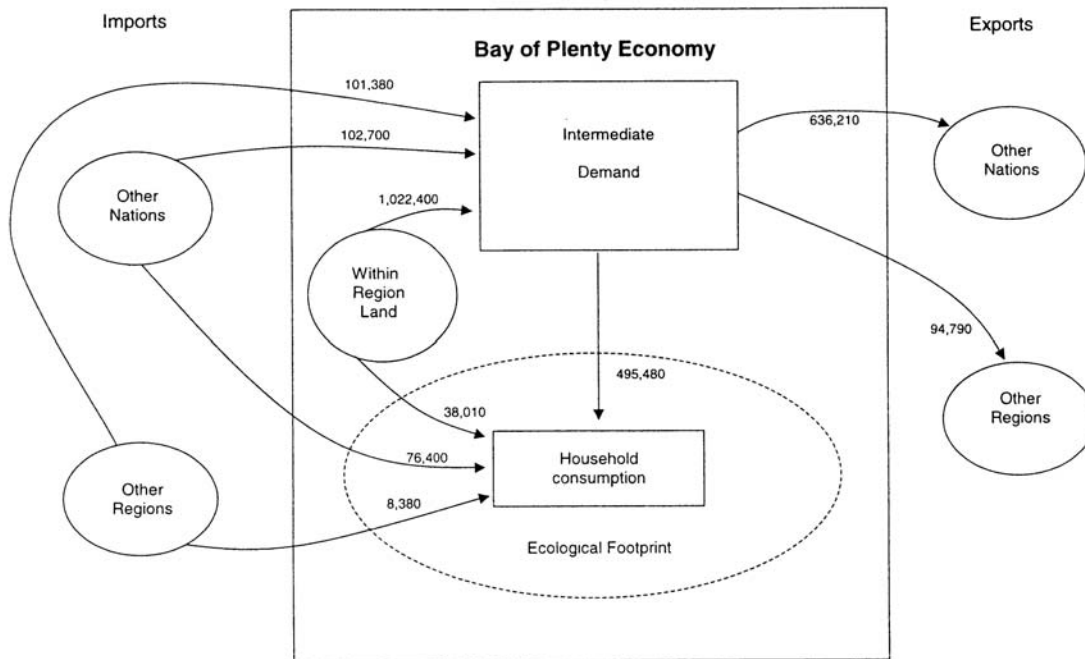 Imports
Exports
Bay of Plenty Economy
101,380
102,700
1,022,400
Intermediate
Demand
636,210
Other
Nations
Other
Nations
Within
Region
Land
94,790
495,480
38,010
76,400
8,380
Household
consumption
Other
Regions
Other
Regions
Ecological Footprint